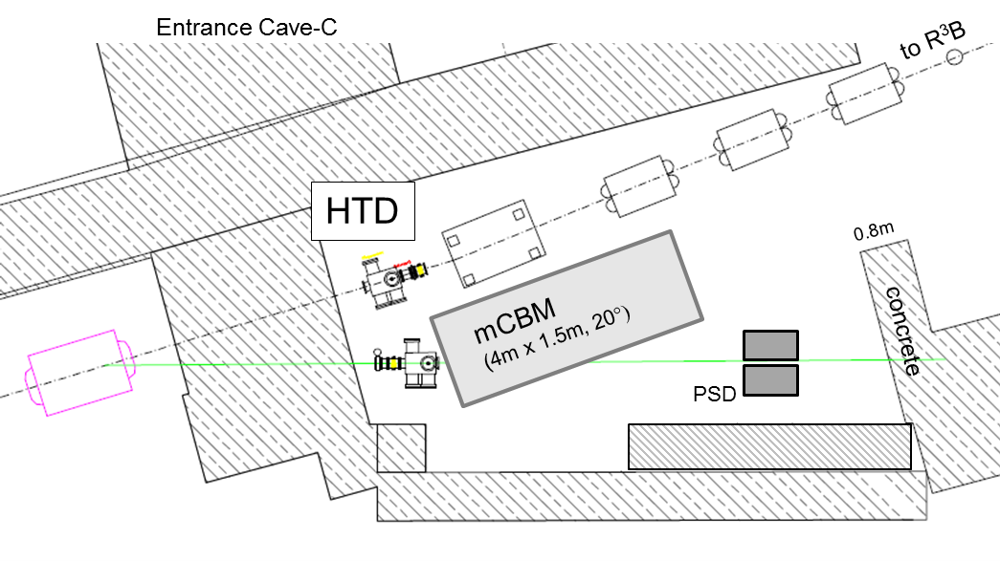 Entrance Cave-C
to R³B
HTD
0.8m
mCBM
(4m x 1.5m, 20°)
concrete
PSD